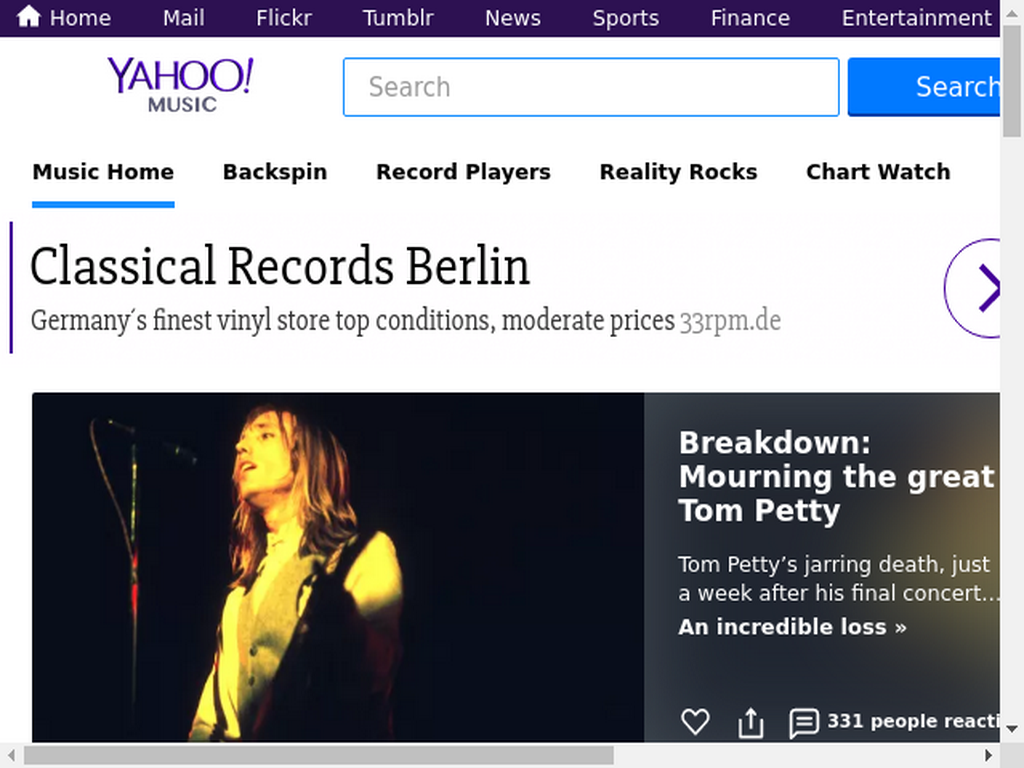 Home Mail Flickr Tumblr News Sports Finance Entertainment
YAHOO!
MUSIC
Search
Search
Music Home Backspin Record Players Reality Rocks Chart Watch
Classical Records Berlin
Germany´s finest vinyl store top conditions, moderate prices 33rpm.de
Breakdown:
Mourning the great
Tom Petty
Tom Petty’s jarring death, just
a week after his final concert...
An incredible loss »
331 people reacti